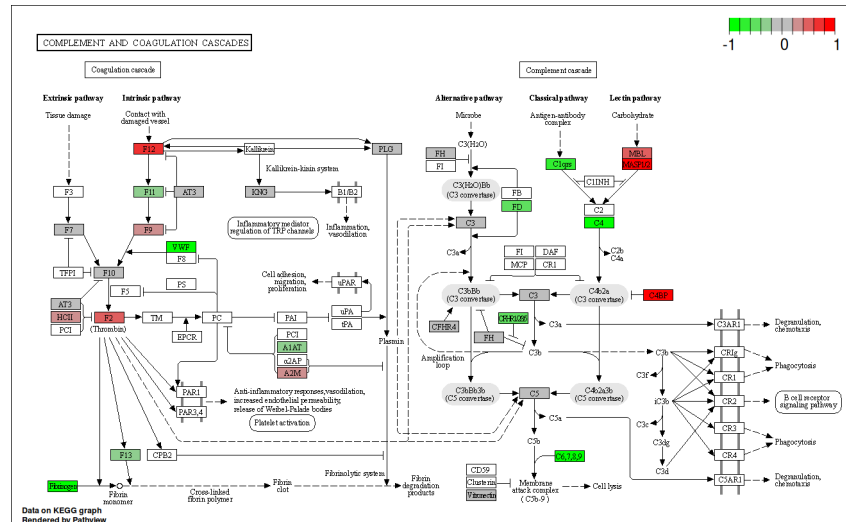 COMPLEMENT AND COAGULATION CASCADES
-1 0 1
Coagulation cascade
Complement cascade
Extrinsic pathway
Intrinsic pathway
Alternative pathway
Classical pathway
Lectin pathway
Tissue damage
Contact with
damaged vessel
Microbe
Antigen-antibody
complex
Carbohydrate
F12
Kallikrein
PLG
Kallikrein-kinin system
F3
F11
AT3
KNG
B1/B2
F7
F9
Inflammatory mediator
regulation of TRP channels
Inflammation,
vasodilation
VWF
F8
TFPI
F10
F5
PS
Cell adhesion,
migration,
proliferation
uPAR
AT3
HCII
PCI
F2
(Thrombin)
TM
PC
PAI
uPA
tPA
EPCR
Plasmin
PCI
A1AT
α2AP
A2M
PAR1
PAR3,4
Anti-inflammatory responses,vasodilation,
increased endothelial permeability,
release of Weibel-Palade bodies
Platelet activation
F13
CPB2
Fibrinolytic system
Fibrinogen
Fibrin
monomer
Cross-linked
fibrin polymer
Fibrin
clot
Fibrin
degradation
products
C3(H2O)
FH
FI
C3(H2O)Bb
(C3 convertase)
FB
FD
C3
C3a
C1qrs
MBL
MASP1/2
C1INH
C2
C4
C2b
C4a
FI
DAF
MCP
CR1
C3bBb
(C3 convertase)
C3
C4b2a
(C3 convertase)
C4BP
CFHR4
FH
C3a
C3b
Amplification
loop
C3bBb3b
(C5 convertase)
C5
C4b2a3b
(C5 convertase)
C5a
C5b
C6,7,8,9
CD59
Clusterin
Vitronectin
Membrane
attack complex
(C5b-9)
Cell lysis
C3b
C3f
iC3b
C3c
C3dg
C3d
C3AR1
CRIg
CR1
CR2
CR3
CR4
C5AR1
Degranulation,
chemotaxis
Phagocytosis
B cell receptor
signaling pathway
Phagocytosis
Degranulation,
chemotaxis
Data on KEGG graph
Rendered by Pathview